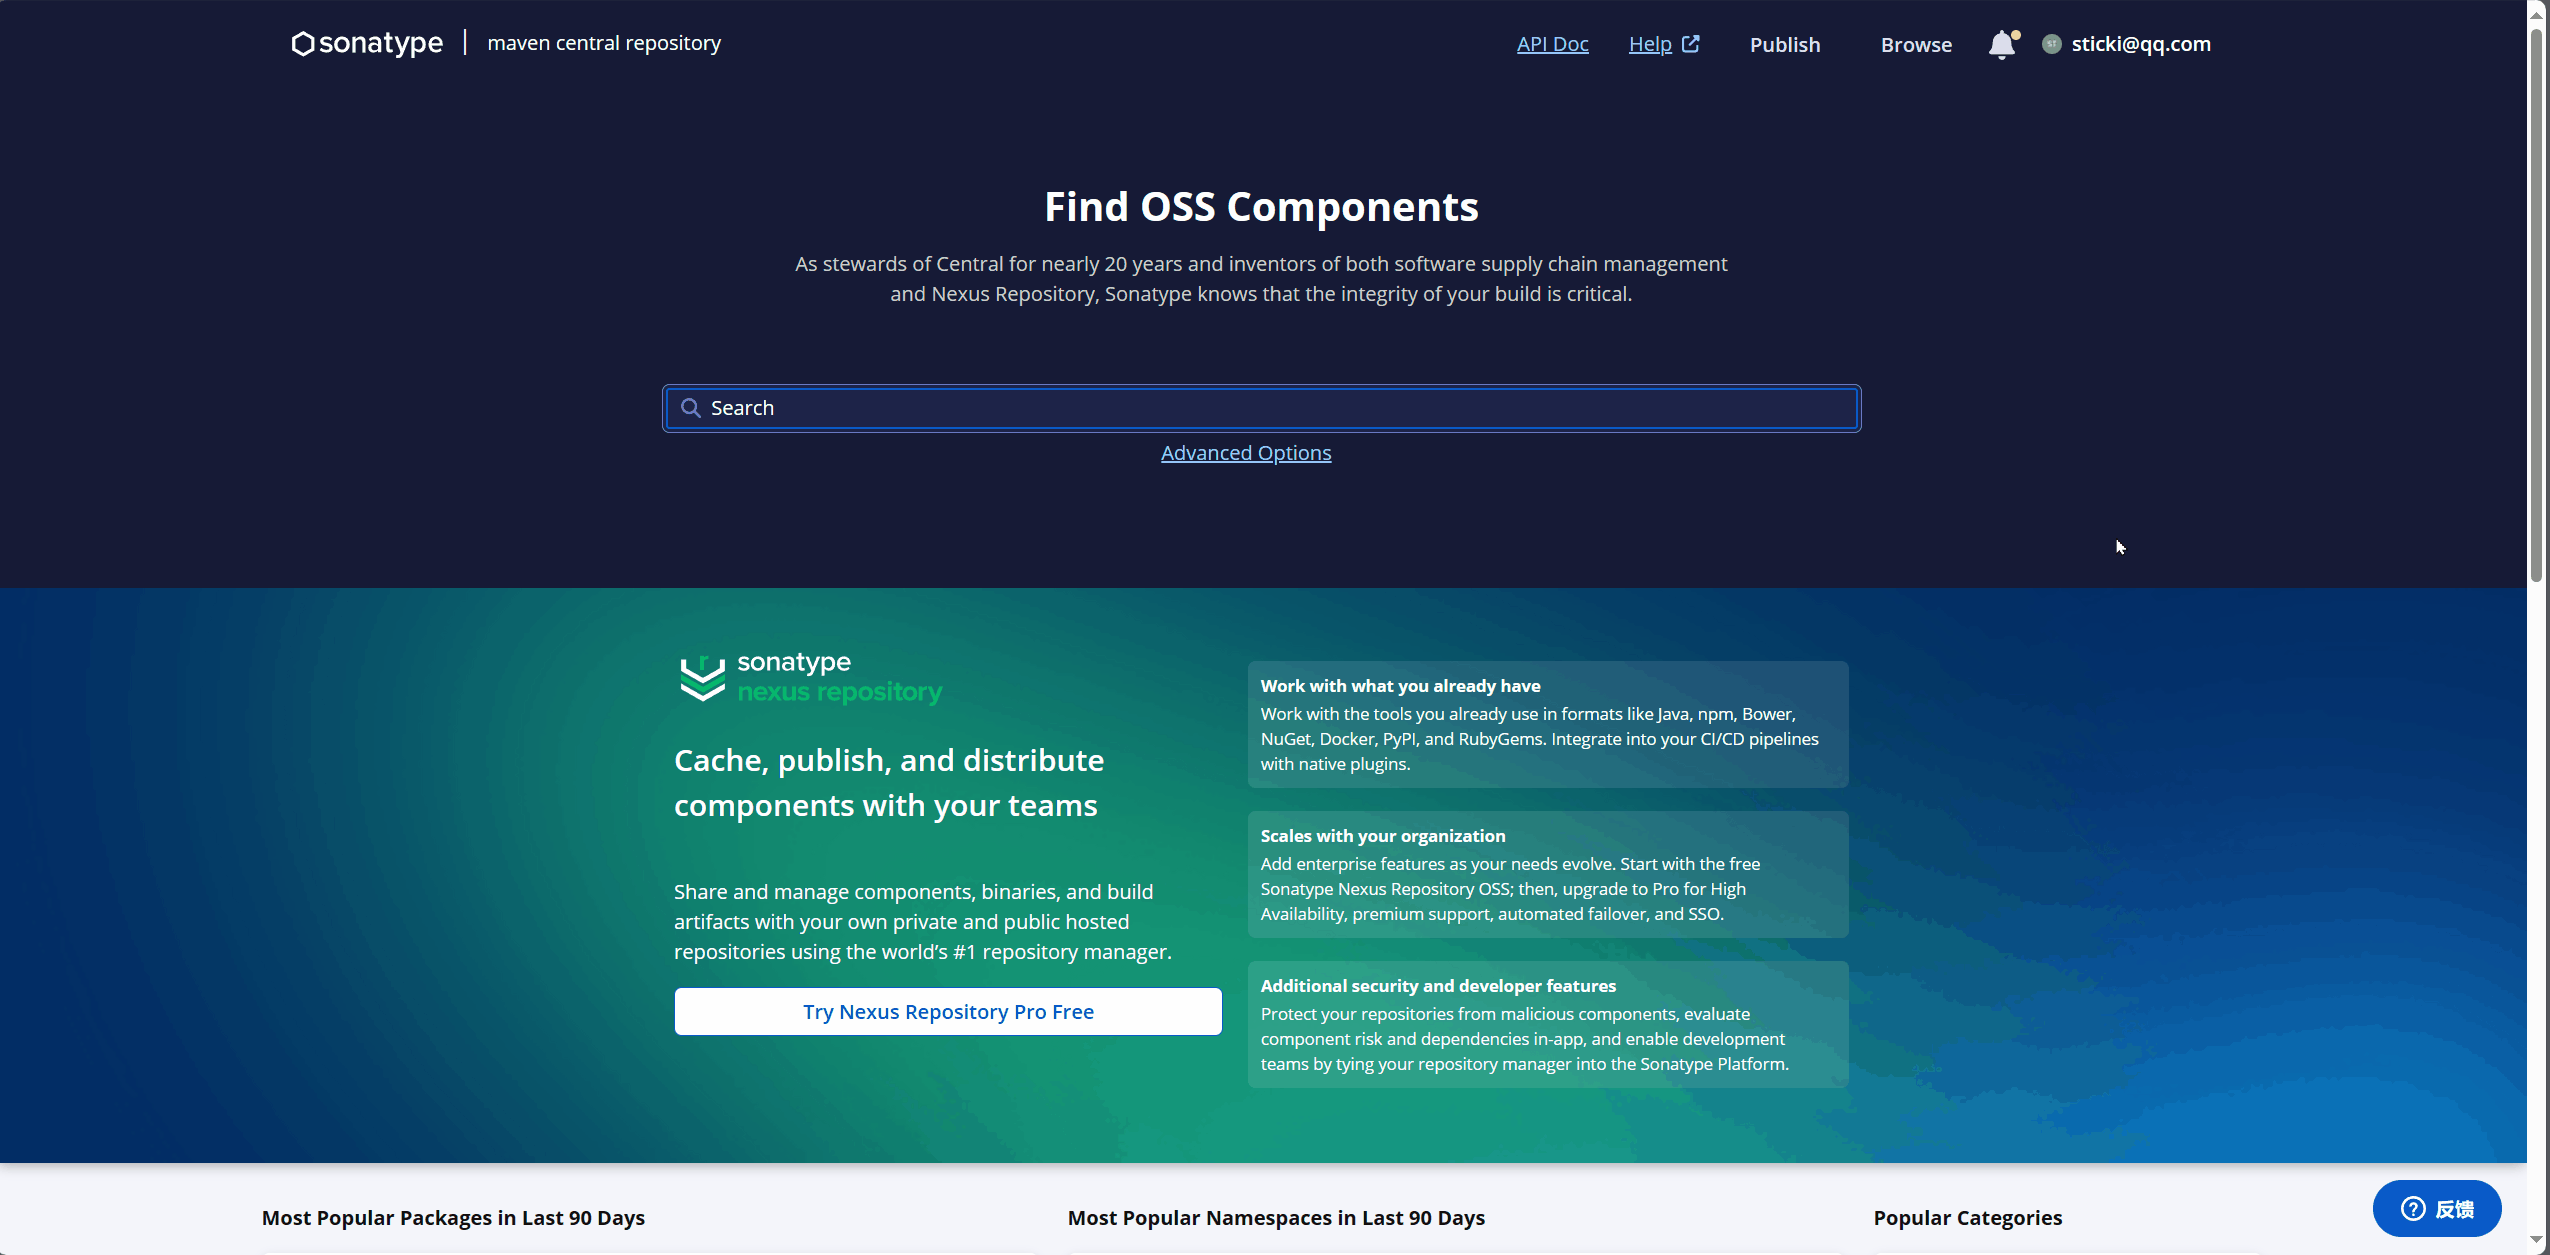 sonatype | maven central repository
API Doc
Help
Publish
Browse
ST
sticki@qq.com
Find OSS Components
As stewards of Central for nearly 20 years and inventors of both software supply chain management
and Nexus Repository, Sonatype knows that the integrity of your build is critical.
Search
Advanced Options
sonatype
nexus repository
Cache, publish, and distribute
components with your teams
Share and manage components, binaries, and build
artifacts with your own private and public hosted
repositories using the world’s #1 repository manager.
Try Nexus Repository Pro Free
Work with what you already have
Work with the tools you already use in formats like Java, npm, Bower,
NuGet, Docker, PyPI, and RubyGems. Integrate into your CI/CD pipelines
with native plugins.
Scales with your organization
Add enterprise features as your needs evolve. Start with the free
Sonatype Nexus Repository OSS; then, upgrade to Pro for High
Availability, premium support, automated failover, and SSO.
Additional security and developer features
Protect your repositories from malicious components, evaluate
component risk and dependencies in-app, and enable development
teams by tying your repository manager into the Sonatype Platform.
Most Popular Packages in Last 90 Days
Most Popular Namespaces in Last 90 Days
Popular Categories
反馈